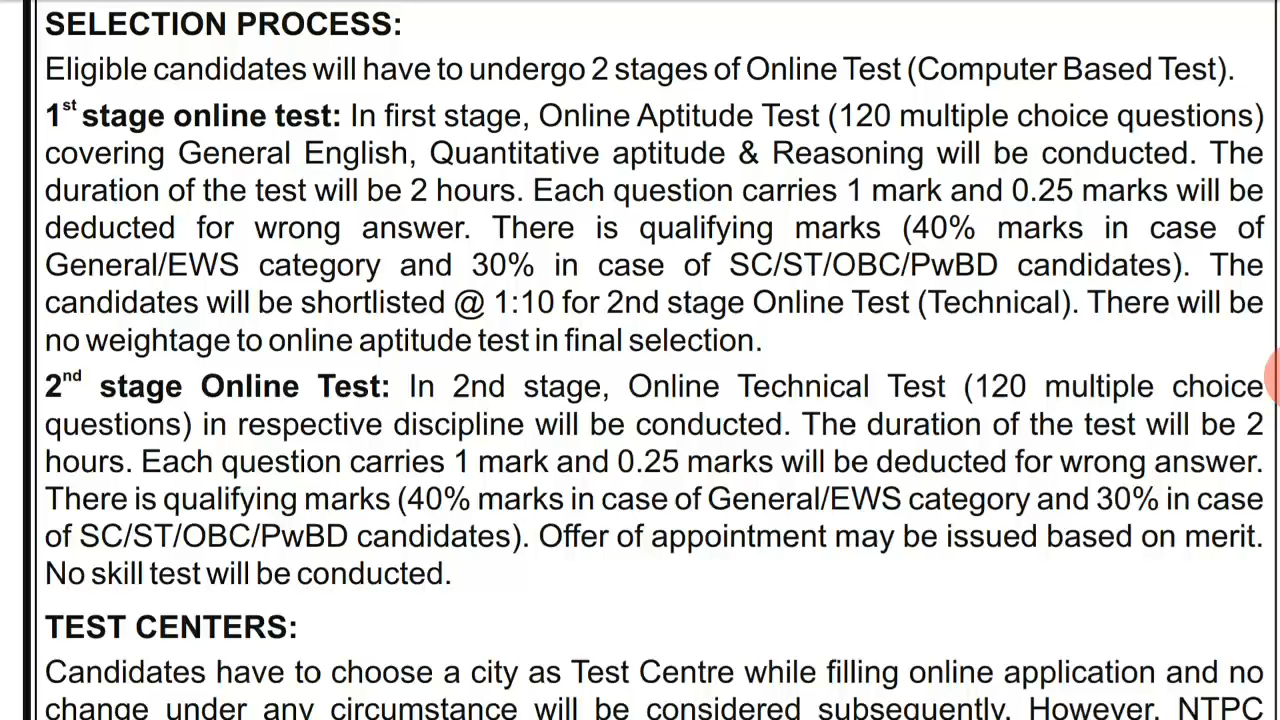 SELECTION PROCESS:
Eligible candidates will have to undergo 2 stages of Online Test (Computer Based Test).
1st stage online test: In first stage, Online Aptitude Test (120 multiple choice questions)
covering General English, Quantitative aptitude & Reasoning will be conducted. The
duration of the test will be 2 hours. Each question carries 1 mark and 0.25 marks will be
deducted for wrong answer. There is qualifying marks (40% marks in case of
General/EWS category and 30% in case of SC/ST/OBC/PwBD candidates). The
candidates will be shortlisted @ 1:10 for 2nd stage Online Test (Technical). There will be
no weightage to online aptitude test in final selection.
2nd stage Online Test: In 2nd stage, Online Technical Test (120 multiple choice
questions) in respective discipline will be conducted. The duration of the test will be 2
hours. Each question carries 1 mark and 0.25 marks will be deducted for wrong answer.
There is qualifying marks (40% marks in case of General/EWS category and 30% in case
of SC/ST/OBC/PwBD candidates). Offer of appointment may be issued based on merit.
No skill test will be conducted.
TEST CENTERS:
Candidates have to choose a city as Test Centre while filling online application and no
change under any circumstance will be considered subsequently. However, NTPC